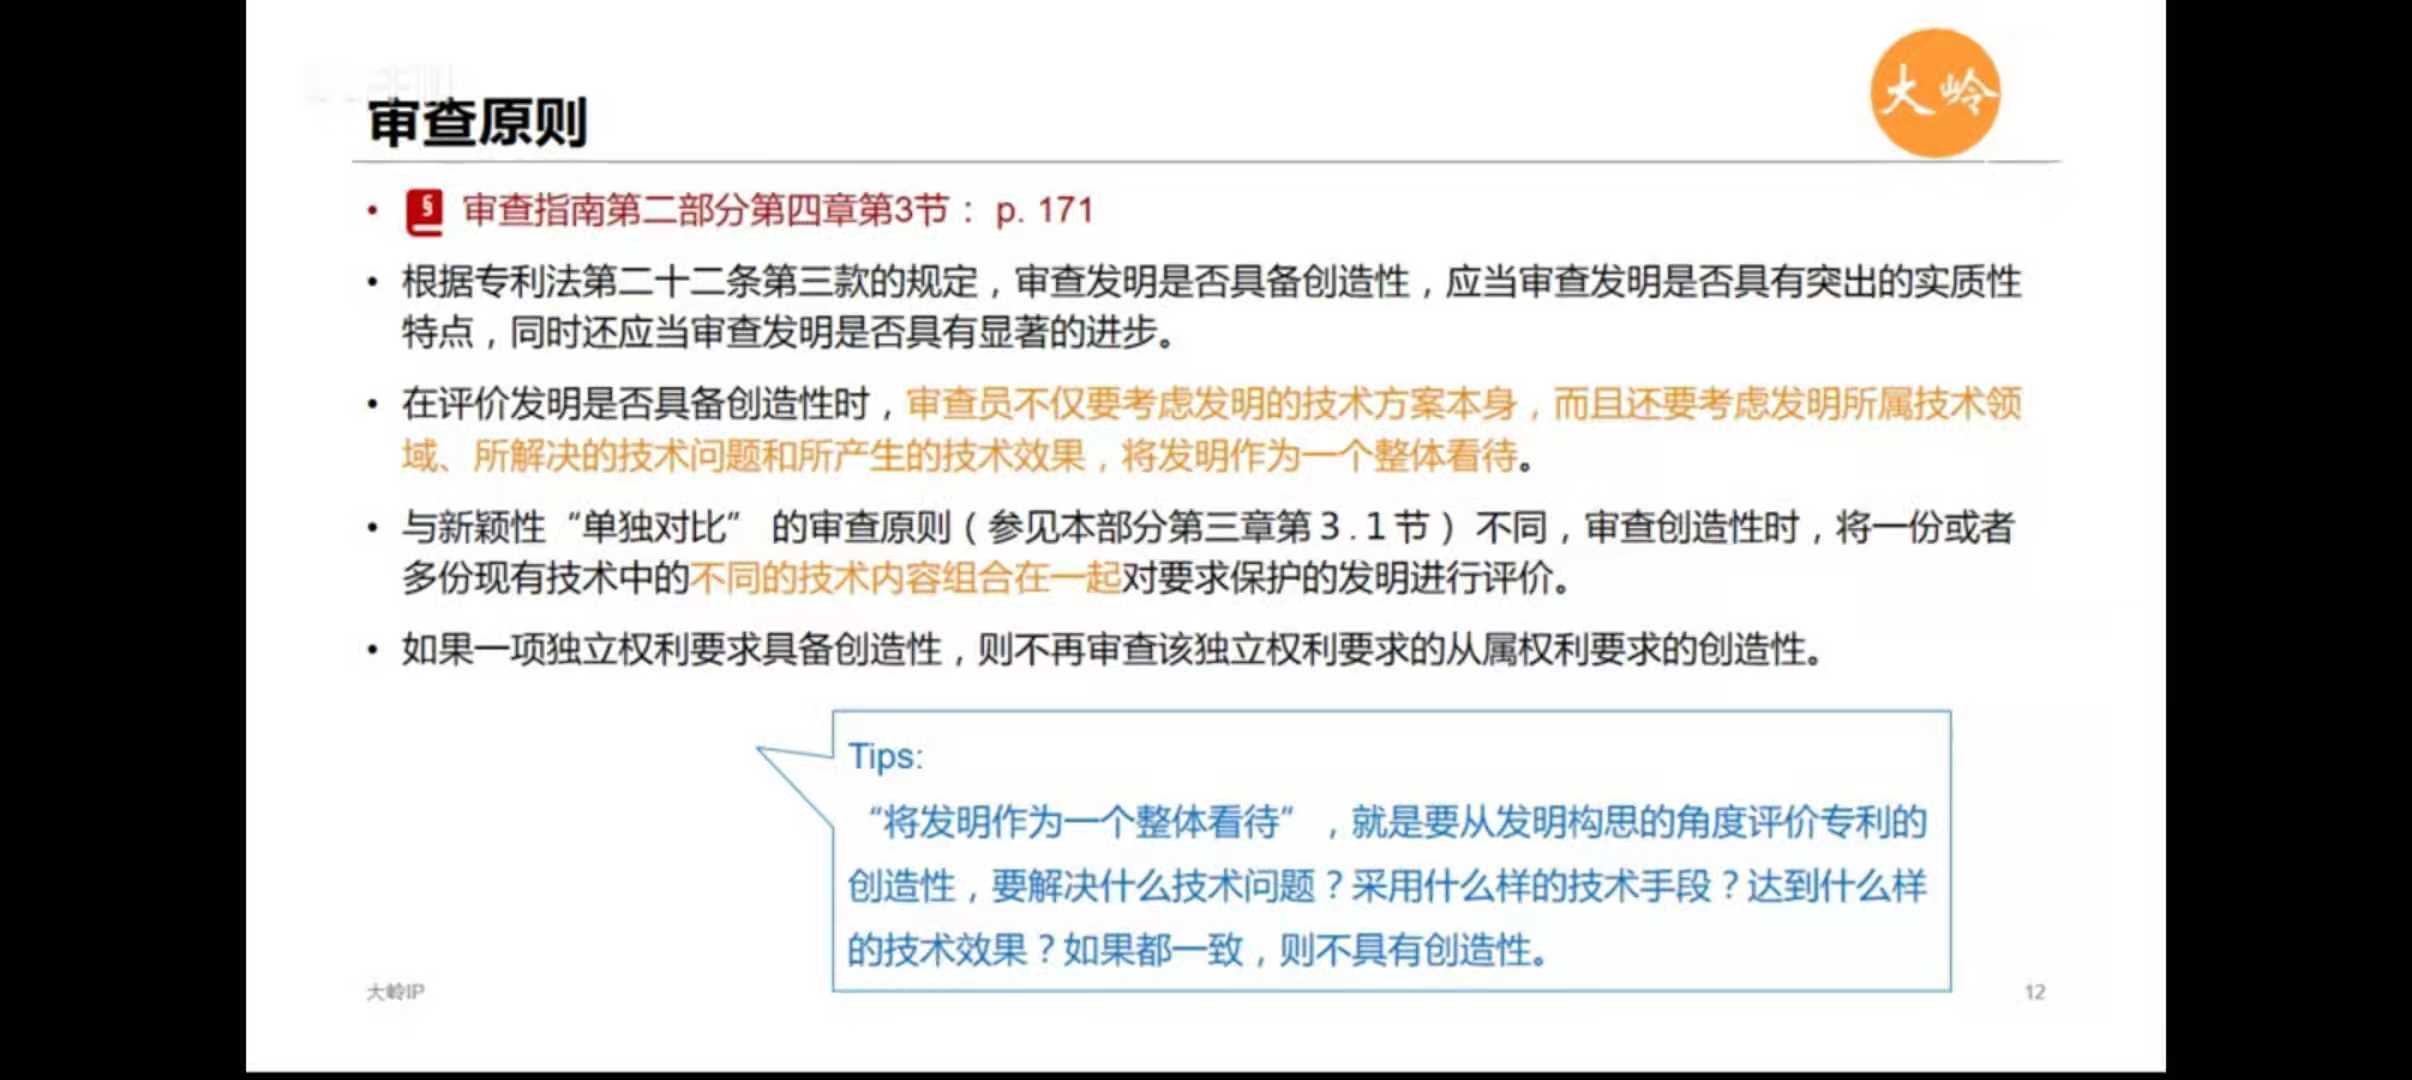 大岭
审查原则
• § 审查指南第二部分第四章第3节： p. 171
• 根据专利法第二十二条第三款的规定，审查发明是否具备创造性，应当审查发明是否具有突出的实质性
特点，同时还应当审查发明是否具有显著的进步。
• 在评价发明是否具备创造性时，审查员不仅要考虑发明的技术方案本身，而且还要考虑发明所属技术领
域、所解决的技术问题和所产生的技术效果，将发明作为一个整体看待。
• 与新颖性“单独对比” 的审查原则（参见本部分第三章第３.１节） 不同，审查创造性时，将一份或者
多份现有技术中的不同的技术内容组合在一起对要求保护的发明进行评价。
• 如果一项独立权利要求具备创造性，则不再审查该独立权利要求的从属权利要求的创造性。
Tips:
“将发明作为一个整体看待” ，就是要从发明构思的角度评价专利的
创造性，要解决什么技术问题？采用什么样的技术手段？达到什么样
的技术效果？如果都一致，则不具有创造性。
大岭IP
12